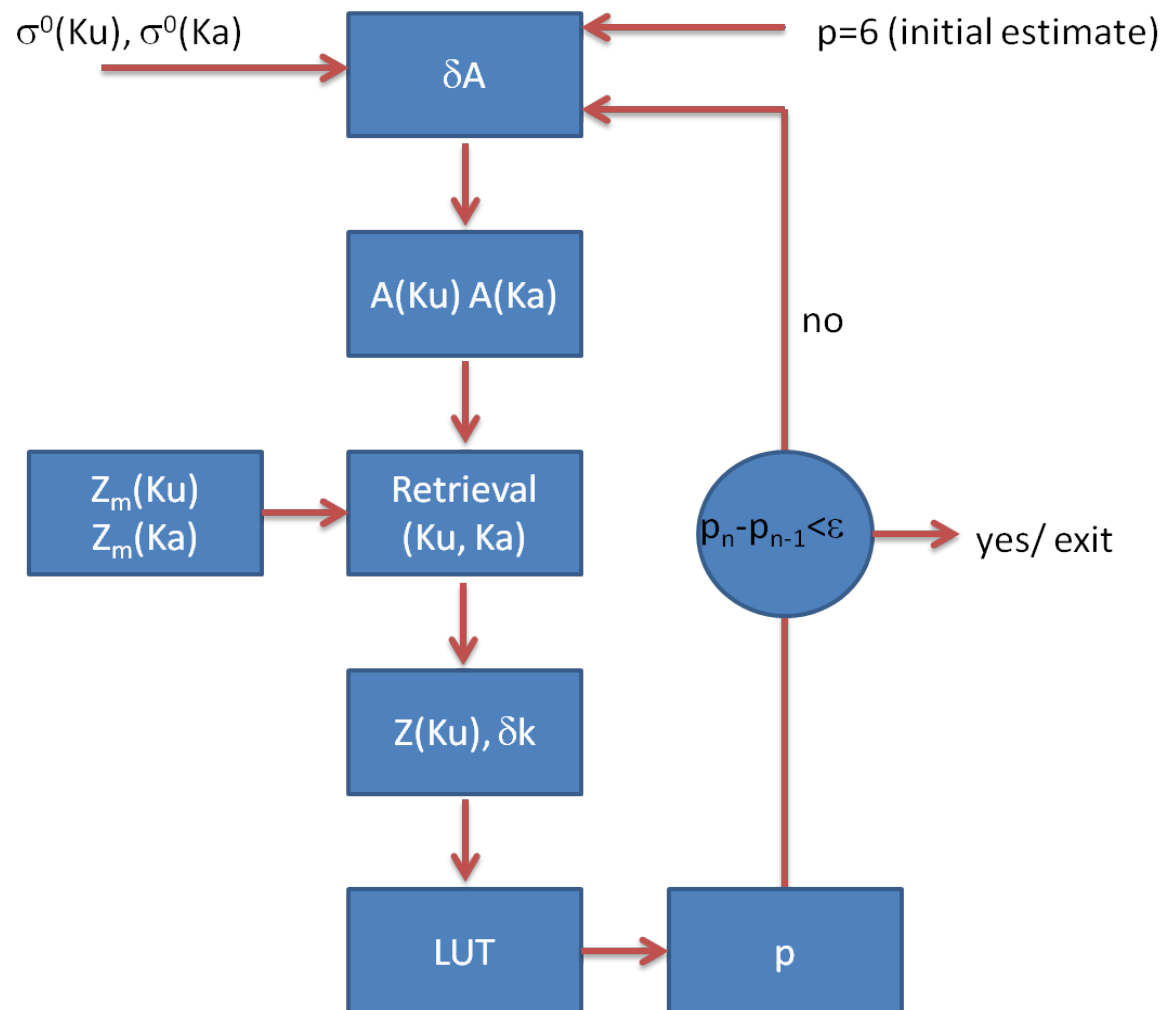 σ⁰(Ku), σ⁰(Ka)
p=6 (initial estimate)
δA
A(Ku) A(Ka)
no
Zₘ(Ku)
Zₘ(Ka)
Retrieval
(Ku, Ka)
pₙ-pₙ₋₁<ε
yes/ exit
Z(Ku), δk
LUT
p